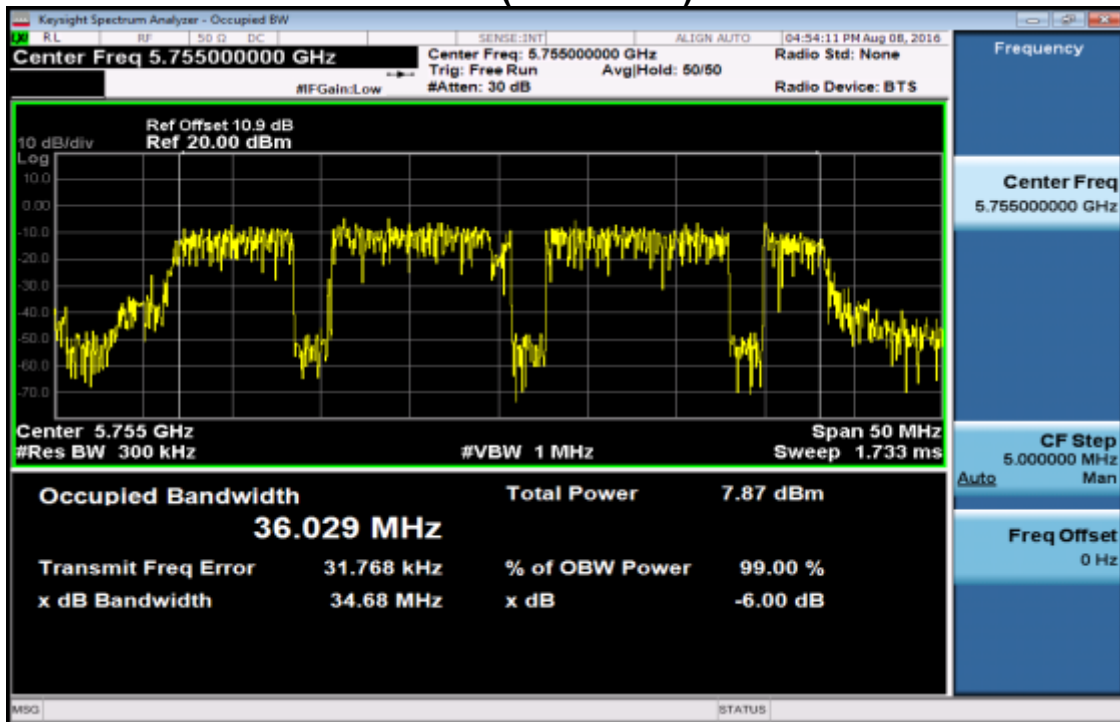 Keysight Spectrum Analyzer - Occupied BW
RL RF 50 Ω DC SENSE:INT ALIGN AUTO 04:54:11 PM Aug 08, 2016
Center Freq 5.755000000 GHz
Center Freq: 5.755000000 GHz
Radio Std: None
Trig: Free Run Avg|Hold: 50/50
#IFGain:Low
#Atten: 30 dB
Radio Device: BTS
Frequency
Ref Offset 10.9 dB
10 dB/div Ref 20.00 dBm
Log
10.0
0.00
-10.0
-20.0
-30.0
-40.0
-50.0
-60.0
-70.0
Center 5.755 GHz Span 50 MHz
#Res BW 300 kHz #VBW 1 MHz Sweep 1.733 ms
Center Freq
5.755000000 GHz
CF Step
5.000000 MHz
Auto Man
Freq Offset
0 Hz
Occupied Bandwidth Total Power 7.87 dBm
36.029 MHz
Transmit Freq Error 31.768 kHz % of OBW Power 99.00 %
x dB Bandwidth 34.68 MHz x dB -6.00 dB
MSG STATUS